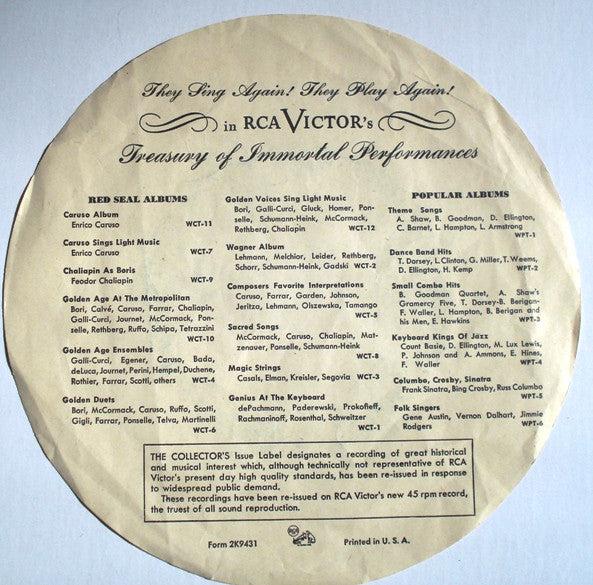 They Sing Again! They Play Again!
in RCA VICTOR's
Treasury of Immortal Performances
RED SEAL ALBUMS
Caruso Album
Enrico Caruso WCT-11
Caruso Sings Light Music
Enrico Caruso WCT-7
Chaliapin As Boris
Feodor Chaliapin WCT-9
Golden Age At The Metropolitan
Bori, Calvé, Caruso, Farrar, Chaliapin,
Galli-Curci, Journet, McCormack, Pon-
selle, Rethberg, Ruffo, Schipa, Tetrazzini
WCT-10
Golden Age Ensembles
Galli-Curci, Egener, Caruso, Bada,
deLuca, Journet, Perini, Hempel, Duchene,
Rothier, Farrar, Scotti, others WCT-4
Golden Duets
Bori, McCormack, Caruso, Ruffo, Scotti,
Gigli, Farrar, Ponselle, Telva, Martinelli
WCT-6
Golden Voices Sing Light Music
Bori, Galli-Curci, Gluck, Homer, Pon-
selle, Schumann-Heink, McCormack,
Rethberg, Chaliapin WCT-12
Wagner Album
Lehmann, Melchior, Leider, Rethberg,
Schorr, Schumann-Heink, Gadski WCT-2
Composers Favorite Interpretations
Caruso, Farrar, Garden, Johnson,
Jeritza, Lehmann, Olszewska, Tamango
WCT-5
Sacred Songs
McCormack, Caruso, Chaliapin, Mat-
zenauer, Ponselle, Schumann-Heink
WCT-8
Magic Strings
Casals, Elman, Kreisler, Segovia WCT-3
Genius At The Keyboard
dePachmann, Paderewski, Prokofieff,
Rachmaninoff, Rosenthal, Schweitzer
WCT-1
POPULAR ALBUMS
Theme Songs
A. Shaw, B. Goodman, D. Ellington,
C. Barnet, L. Hampton, L. Armstrong
WPT-1
Dance Band Hits
T. Dorsey, L. Clinton, G. Miller, T. Weems,
D. Ellington, H. Kemp WPT-2
Small Combo Hits
B. Goodman Quartet, A. Shaw's
Gramercy Five, T. Dorsey-B. Berigan-
F. Waller, L. Hampton, B. Berigan and
his Men, E. Hawkins WPT-3
Keyboard Kings Of Jazz
Count Basie, D. Ellington, M. Lux Lewis,
P. Johnson and A. Ammons, E. Hines,
F. Waller WPT-4
Columbo, Crosby, Sinatra
Frank Sinatra, Bing Crosby, Russ Columbo
WPT-5
Folk Singers
Gene Austin, Vernon Dalhart, Jimmie
Rodgers WPT-6
THE COLLECTOR'S Issue Label designates a recording of great historical
and musical interest which, although technically not representative of RCA
Victor's present day high quality standards, has been re-issued in response
to widespread public demand.
These recordings have been re-issued on RCA Victor's new 45 rpm record,
the truest of all sound reproduction.
Form 2K9431
RCA
Printed in U. S. A.